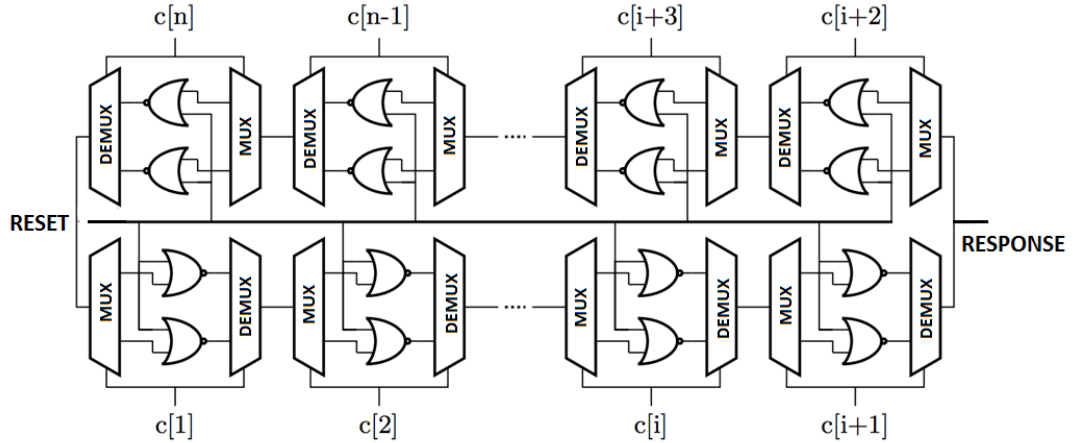 c[n] c[n-1] c[i+3] c[i+2]
DEMUX MUX DEMUX MUX .... DEMUX MUX DEMUX MUX
RESET
RESPONSE
MUX DEMUX MUX DEMUX .... MUX DEMUX MUX DEMUX
c[1] c[2] c[i] c[i+1]